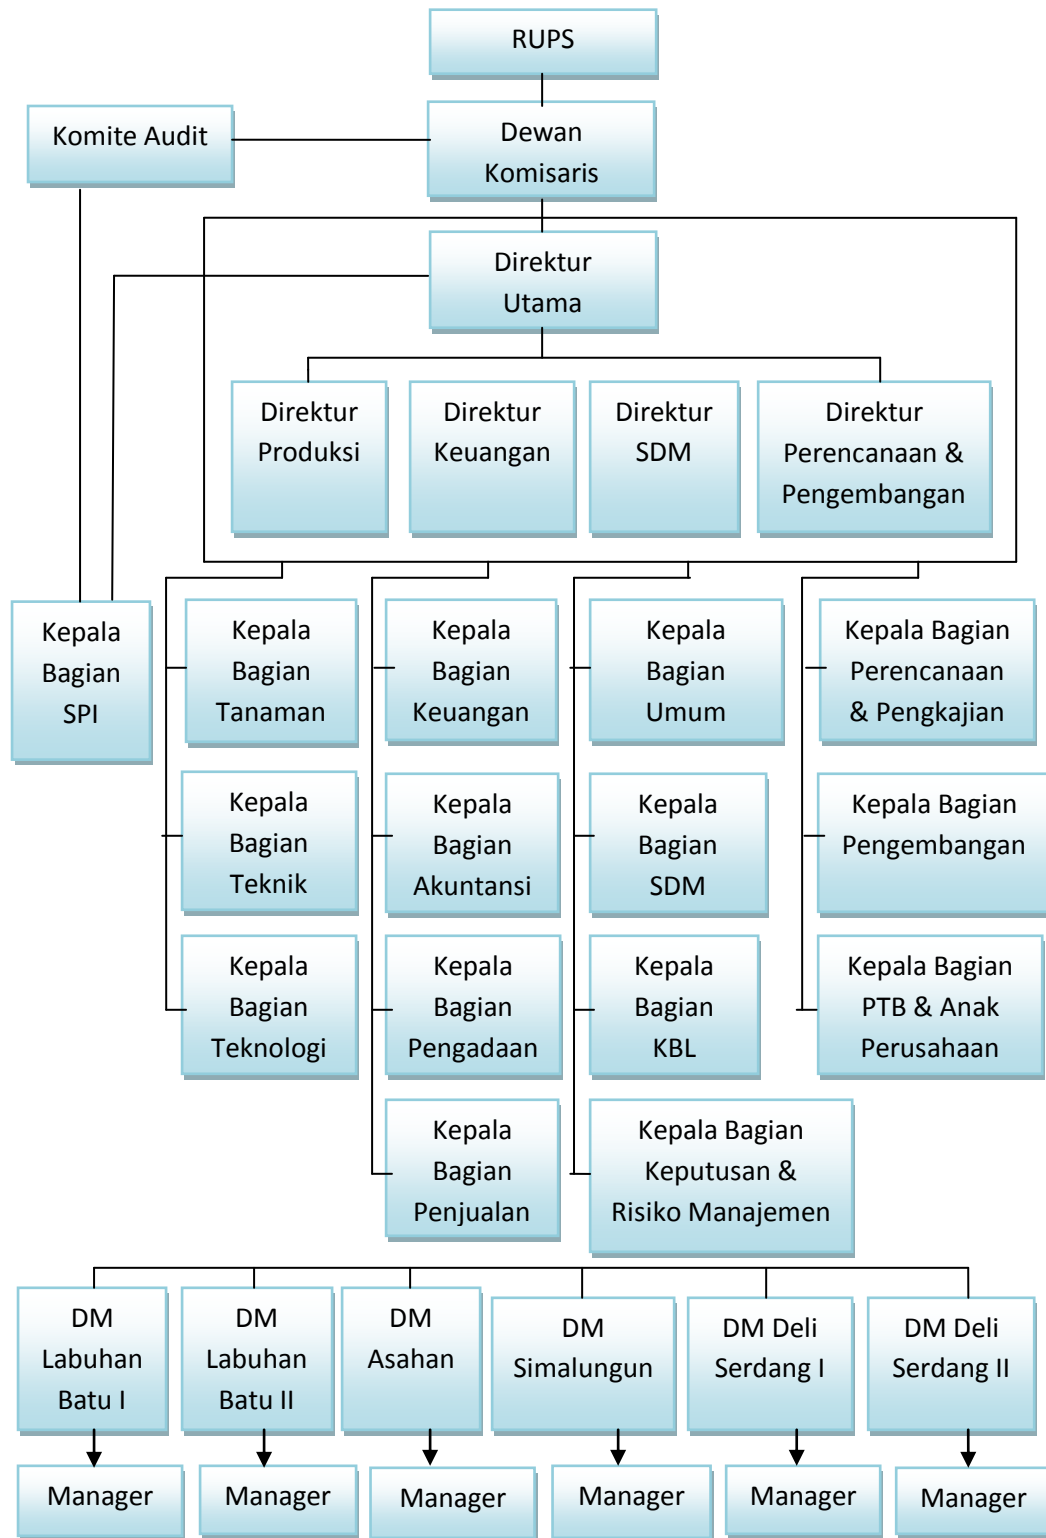 RUPS
Komite Audit
Dewan
Komisaris
Direktur
Utama
Direktur
Produksi
Direktur
Keuangan
Direktur
SDM
Direktur
Perencanaan &
Pengembangan
Kepala
Bagian
SPI
Kepala
Bagian
Tanaman
Kepala
Bagian
Keuangan
Kepala
Bagian
Umum
Kepala Bagian
Perencanaan
& Pengkajian
Kepala
Bagian
Teknik
Kepala
Bagian
Akuntansi
Kepala
Bagian
SDM
Kepala Bagian
Pengembangan
Kepala
Bagian
Teknologi
Kepala
Bagian
Pengadaan
Kepala
Bagian
KBL
Kepala Bagian
PTB & Anak
Perusahaan
Kepala
Bagian
Penjualan
Kepala Bagian
Keputusan &
Risiko Manajemen
DM
Labuhan
Batu I
DM
Labuhan
Batu II
DM
Asahan
DM
Simalungun
DM Deli
Serdang I
DM Deli
Serdang II
Manager
Manager
Manager
Manager
Manager
Manager